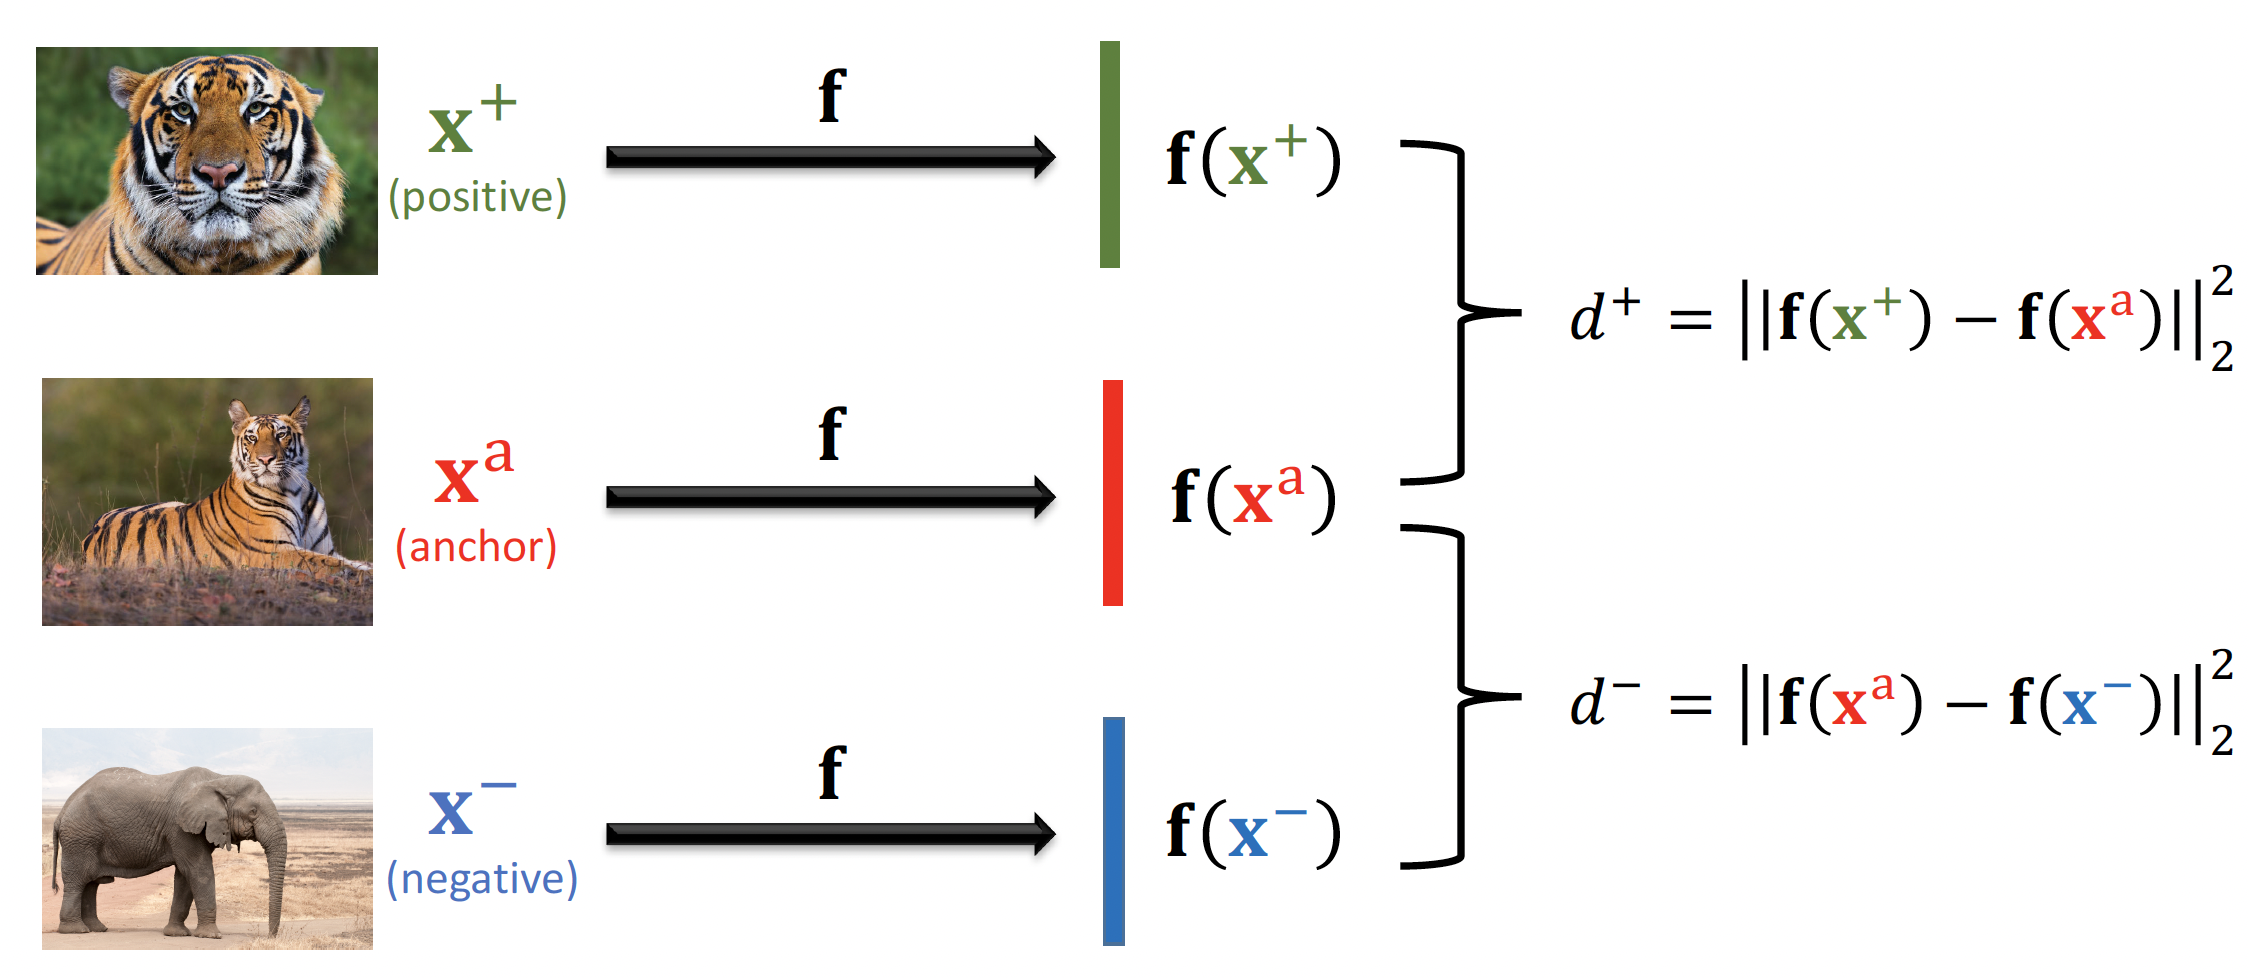 x⁺
(positive)
f
f(x⁺)
d⁺ = ||f(x⁺) − f(xᵃ)||₂²
xᵃ
(anchor)
f
f(xᵃ)
d⁻ = ||f(xᵃ) − f(x⁻)||₂²
x⁻
(negative)
f
f(x⁻)